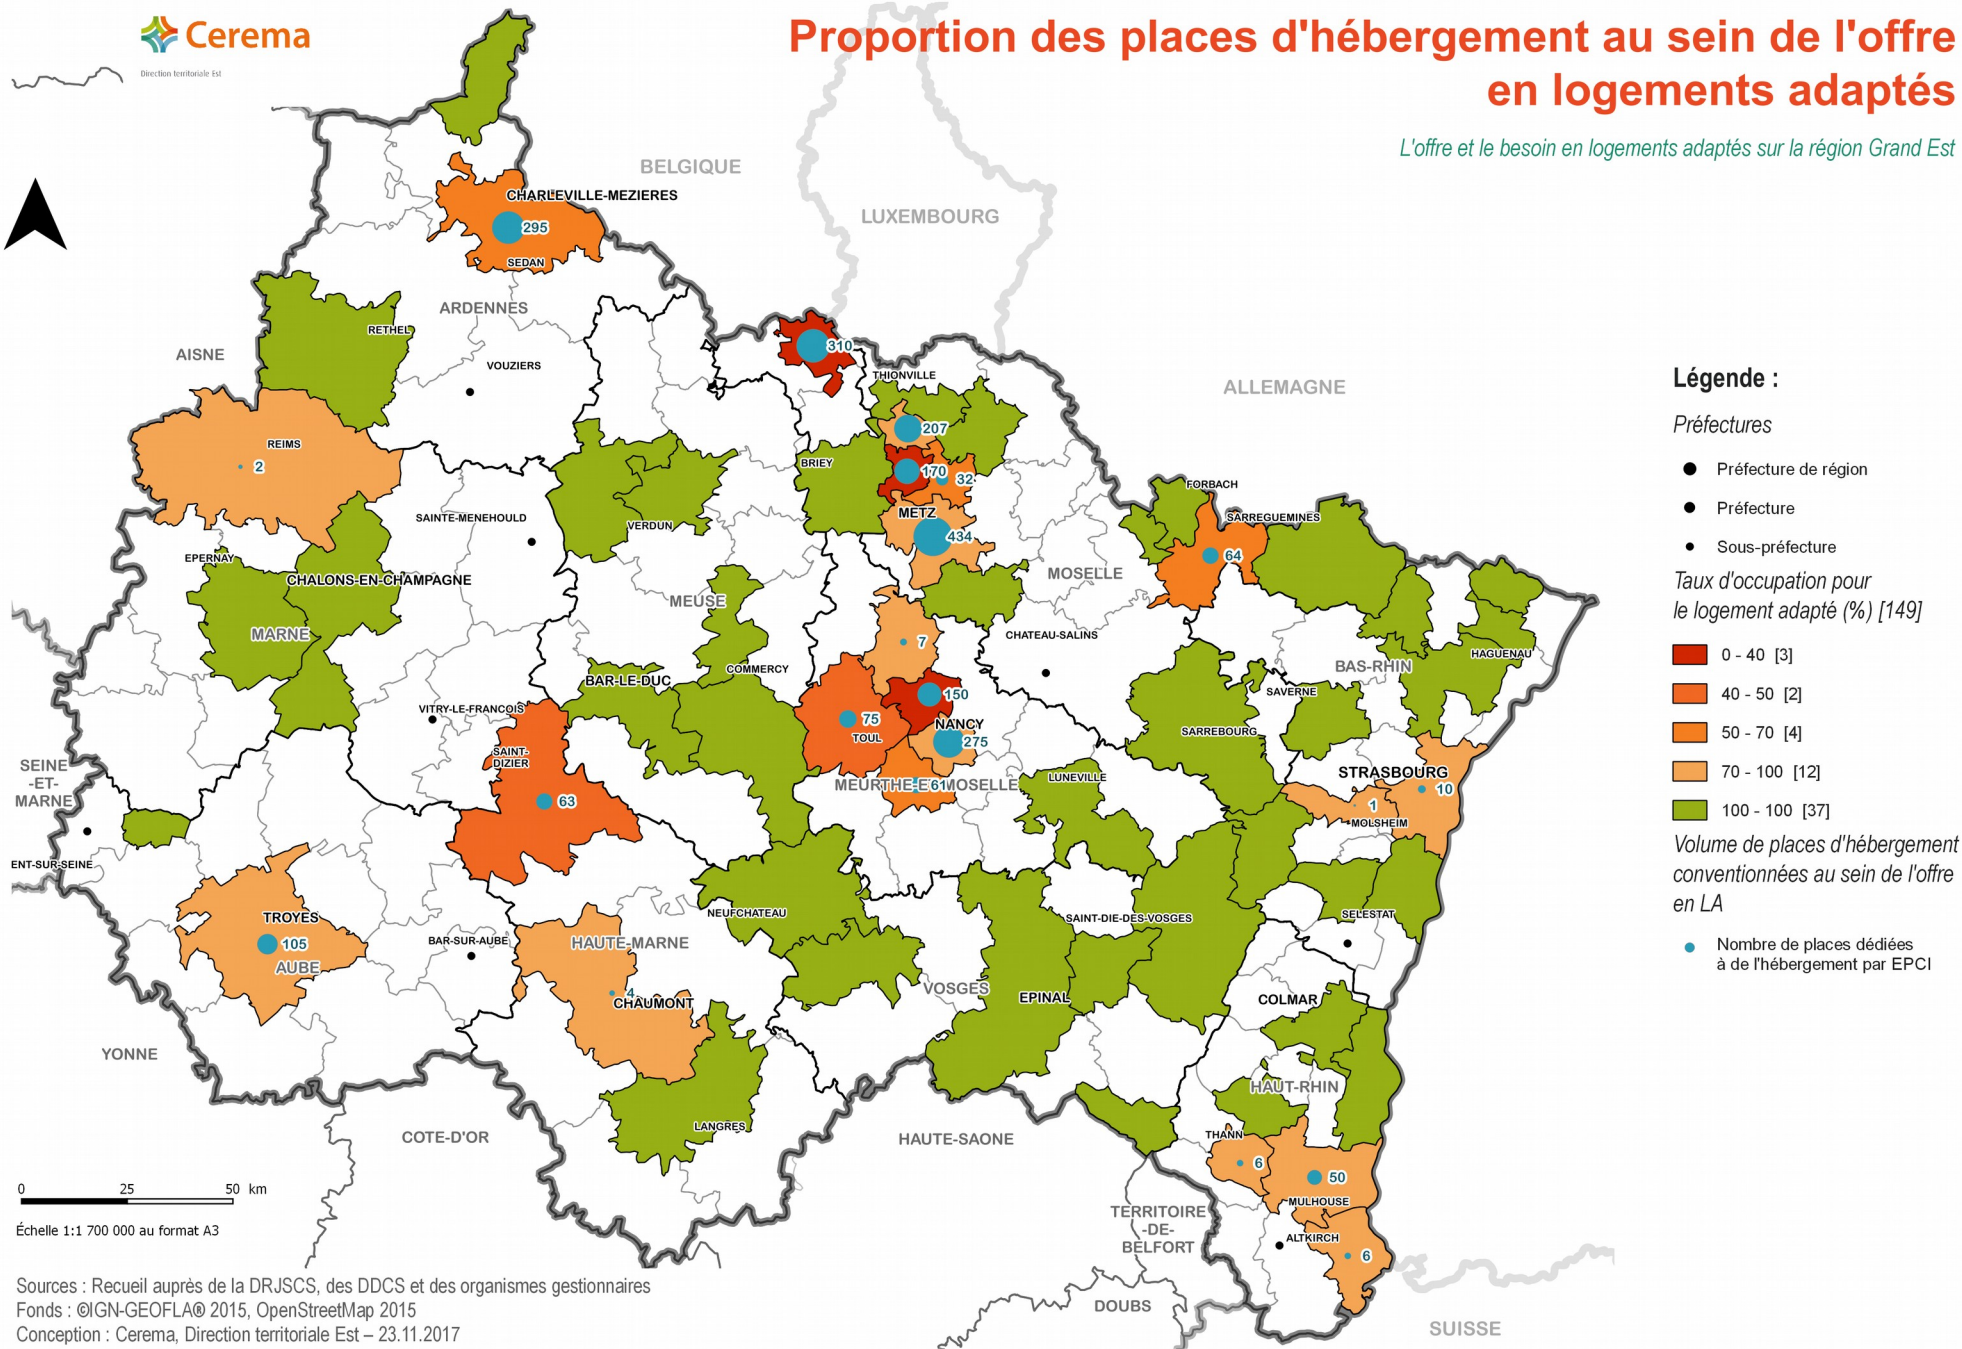 Cerema
Direction territoriale Est
Proportion des places d'hébergement au sein de l'offre
en logements adaptés
L'offre et le besoin en logements adaptés sur la région Grand Est
BELGIQUE
LUXEMBOURG
ALLEMAGNE
CHARLEVILLE-MEZIERES
295
SEDAN
ARDENNES
AISNE
RETHEL
VOUZIERS
310
THIONVILLE
207
REIMS
2
BRIEY
170
32
FORBACH
SARREGUEMINES
METZ
434
SAINTE-MENEHOULD
VERDUN
EPERNAY
CHALONS-EN-CHAMPAGNE
64
MOSELLE
MEUSE
MARNE
7
CHATEAU-SALINS
HAGUENAU
BAS-RHIN
COMMERCY
BAR-LE-DUC
SAVERNE
150
VITRY-LE-FRANCOIS
75
NANCY
TOUL
275
SARREBOURG
SAINT-
DIZIER
SEINE
-ET-
MARNE
STRASBOURG
LUNEVILLE
MEURTHE-E
61
MOSELLE
10
63
1
MOLSHEIM
ENT-SUR-SEINE
NEUFCHATEAU
TROYES
SAINT-DIE-DES-VOSGES
SELESTAT
105
BAR-SUR-AUBE
HAUTE-MARNE
AUBE
VOSGES
4
CHAUMONT
EPINAL
COLMAR
YONNE
HAUT-RHIN
LANGRES
COTE-D'OR
HAUTE-SAONE
THANN
6
50
MULHOUSE
TERRITOIRE
-DE-
BELFORT
ALTKIRCH
6
DOUBS
SUISSE
Légende :
Préfectures
Préfecture de région
Préfecture
Sous-préfecture
Taux d'occupation pour
le logement adapté (%) [149]
0 - 40 [3]
40 - 50 [2]
50 - 70 [4]
70 - 100 [12]
100 - 100 [37]
Volume de places d'hébergement
conventionnées au sein de l'offre
en LA
Nombre de places dédiées
à de l'hébergement par EPCI
0 25 50 km
Échelle 1:1 700 000 au format A3
Sources : Recueil auprès de la DRJSCS, des DDCS et des organismes gestionnaires
Fonds : ©IGN-GEOFLA® 2015, OpenStreetMap 2015
Conception : Cerema, Direction territoriale Est – 23.11.2017